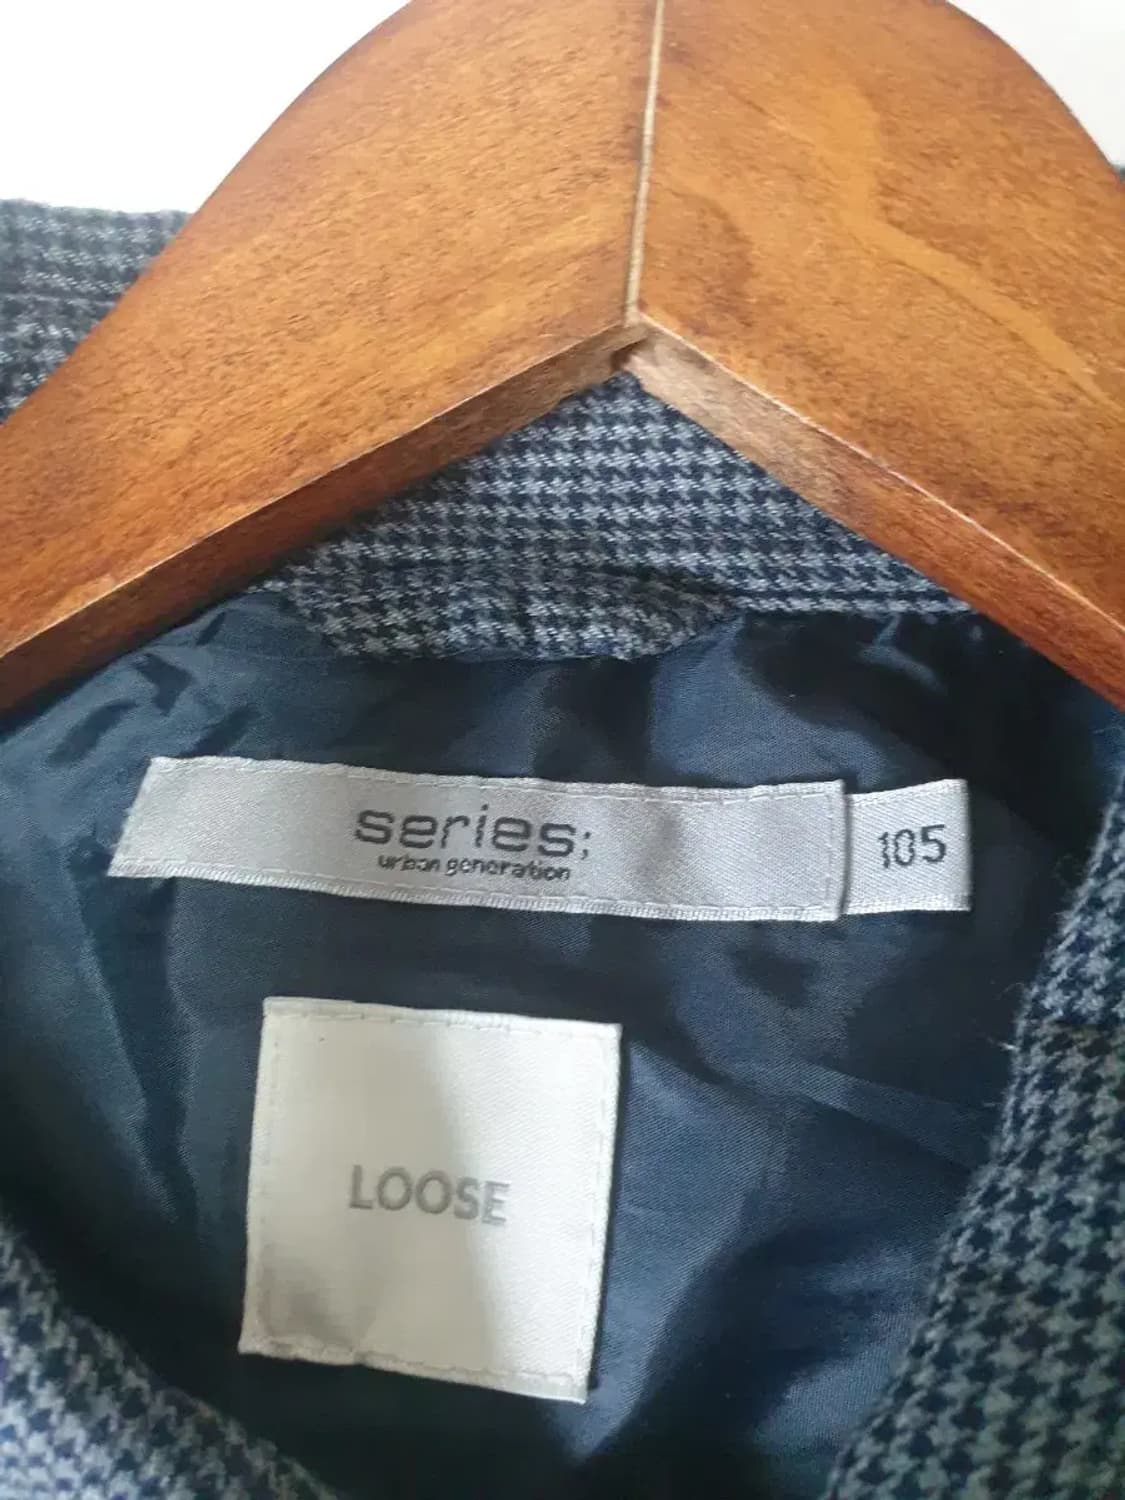 series;
urban generation
105
LOOSE